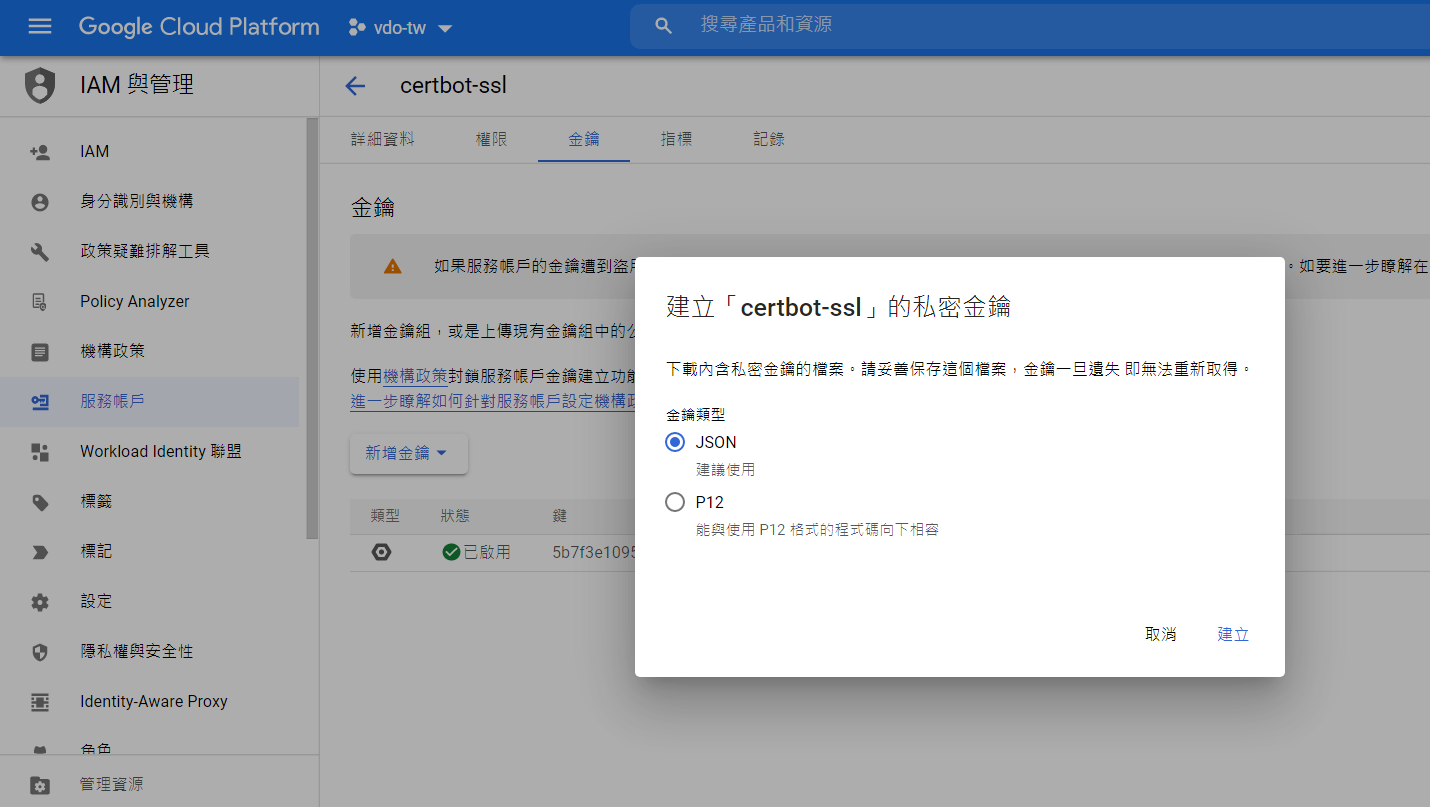 Google Cloud Platform
vdo-tw
搜尋產品和資源
IAM 與管理
certbot-ssl
IAM
身分識別與機構
政策疑難排解工具
Policy Analyzer
機構政策
服務帳戶
Workload Identity 聯盟
標籤
標記
設定
隱私權與安全性
Identity-Aware Proxy
角色
管理資源
詳細資料 權限 金鑰 指標 記錄
金鑰
如果服務帳戶的金鑰遭到盜
。如要進一步瞭解在
新增金鑰組，或是上傳現有金鑰組中的公
使用機構政策封鎖服務帳戶金鑰建立功能
進一步瞭解如何針對服務帳戶設定機構政
新增金鑰
類型 狀態 鍵
已啟用 5b7f3e1095
建立「certbot-ssl」的私密金鑰
下載內含私密金鑰的檔案。請妥善保存這個檔案，金鑰一旦遺失 即無法重新取得。
金鑰類型
JSON
建議使用
P12
能與使用 P12 格式的程式碼向下相容
取消 建立